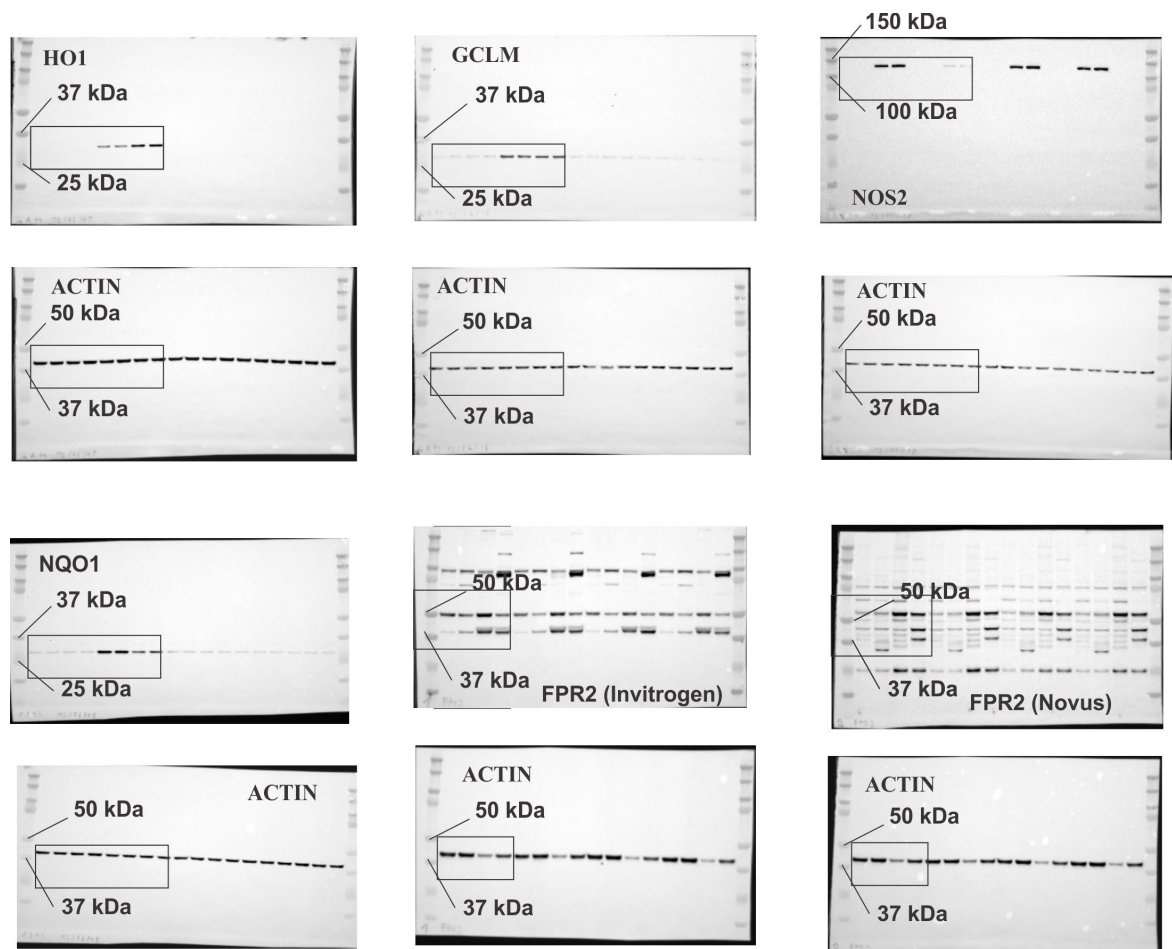 HO1
37 kDa
25 kDa
GCLM
37 kDa
25 kDa
150 kDa
100 kDa
NOS2
ACTIN
50 kDa
37 kDa
ACTIN
50 kDa
37 kDa
ACTIN
50 kDa
37 kDa
NQO1
37 kDa
25 kDa
50 kDa
37 kDa
FPR2 (Invitrogen)
50 kDa
37 kDa
FPR2 (Novus)
ACTIN
50 kDa
37 kDa
ACTIN
50 kDa
37 kDa
ACTIN
50 kDa
37 kDa